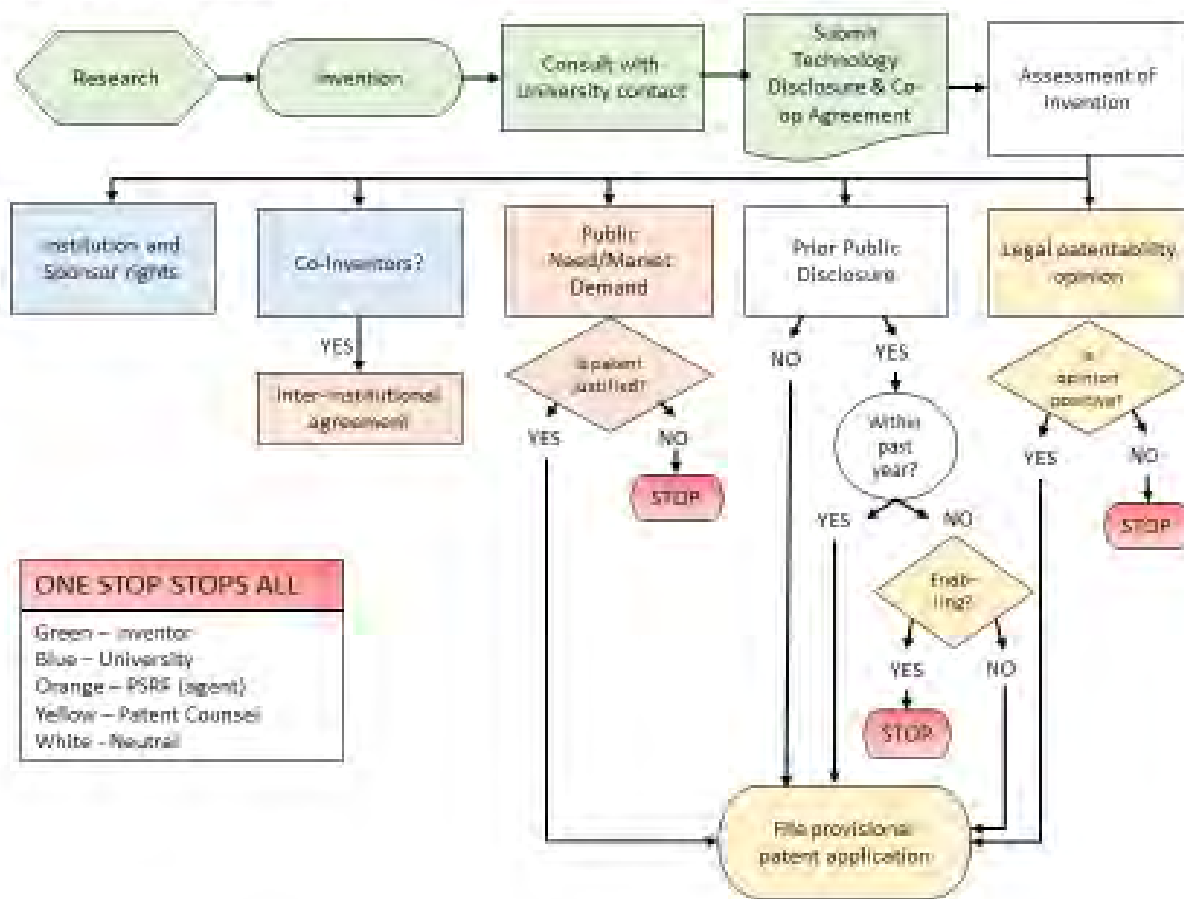 Research
Invention
Consult with
University contact
Submit
Technology
Disclosure & Co-
op Agreement
Assessment of
Invention
Institution and
Sponsor rights
Co-Inventors?
Public
Need/Market
Demand
Prior Public
Disclosure
Legal patentability
opinion
YES
Inter-institutional
agreement
Is patent
justified?
YES
NO
STOP
NO
YES
Within
past
year?
YES
NO
Enab-
ling?
YES
NO
STOP
Is
opinion
positive?
YES
NO
STOP
ONE STOP STOPS ALL
Green – Inventor
Blue – University
Orange – PSRF (agent)
Yellow – Patent Counsel
White - Neutral
File provisional
patent application